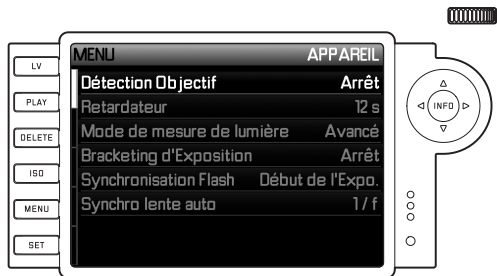 LV
PLAY
DELETE
ISO
MENU
SET
MENU APPAREIL
Détection Objectif Arrêt
Retardateur 12 s
Mode de mesure de lumière Avancé
Bracketing d'Exposition Arrêt
Synchronisation Flash Début de l'Expo.
Synchro lente auto 1/f
INFO